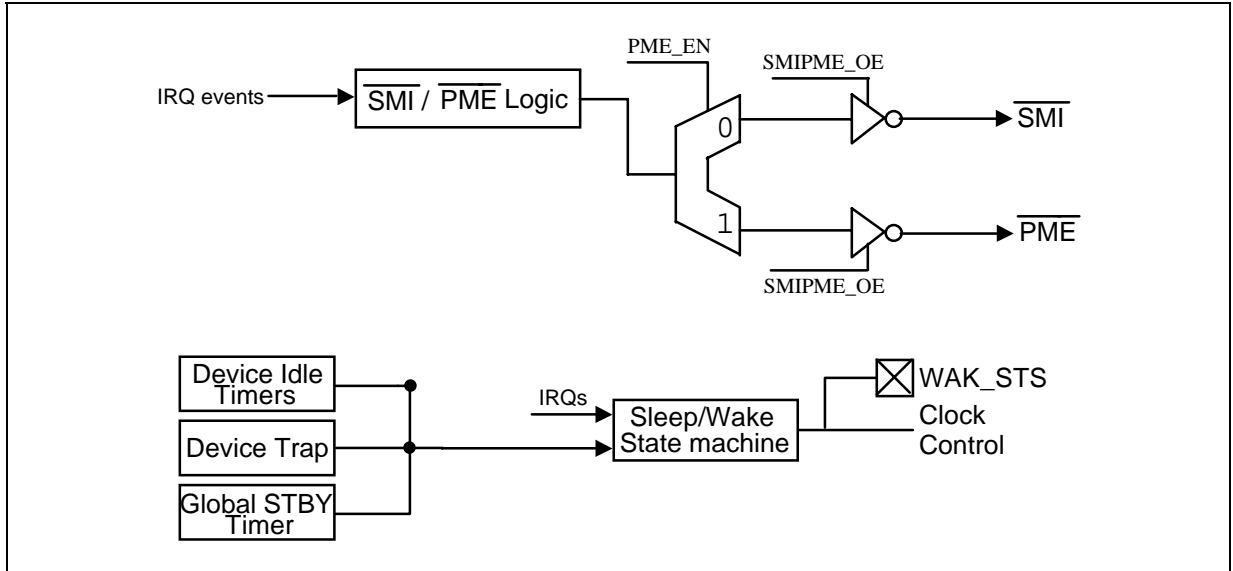 PME_EN
SMIPME_OE
IRQ events
SMI / PME Logic
0
SMI
1
PME
SMIPME_OE
Device Idle
Timers
Device Trap
Global STBY
Timer
IRQs
Sleep/Wake
State machine
WAK_STS
Clock
Control